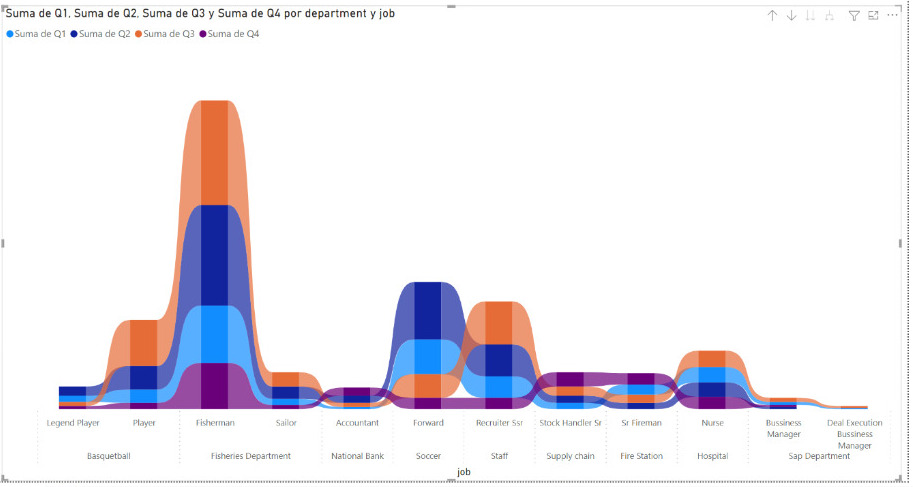 Suma de Q1, Suma de Q2, Suma de Q3 y Suma de Q4 por department y job
Suma de Q1 Suma de Q2 Suma de Q3 Suma de Q4
Legend Player Player Fisherman Sailor Accountant Forward Recruiter Ssr Stock Handler Sr Sr Fireman Nurse Bussiness Manager Deal Execution Bussiness Manager
Basquetball Fisheries Department National Bank Soccer Staff Supply chain Fire Station Hospital Sap Department
job